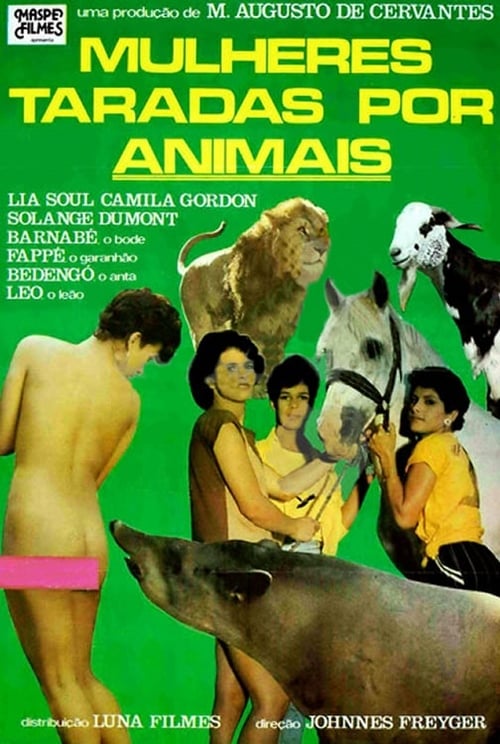 MASPE
FILMES
apresenta
uma produção de M. AUGUSTO DE CERVANTES
MULHERES
TARADAS POR
ANIMAIS
LIA SOUL CAMILA GORDON
SOLANGE DUMONT
BARNABÉ, o bode
FAPPÉ, o garanhão
BEDENGÓ, o anta
LEO, o leão
distribuição LUNA FILMES direção JOHNNES FREYGER